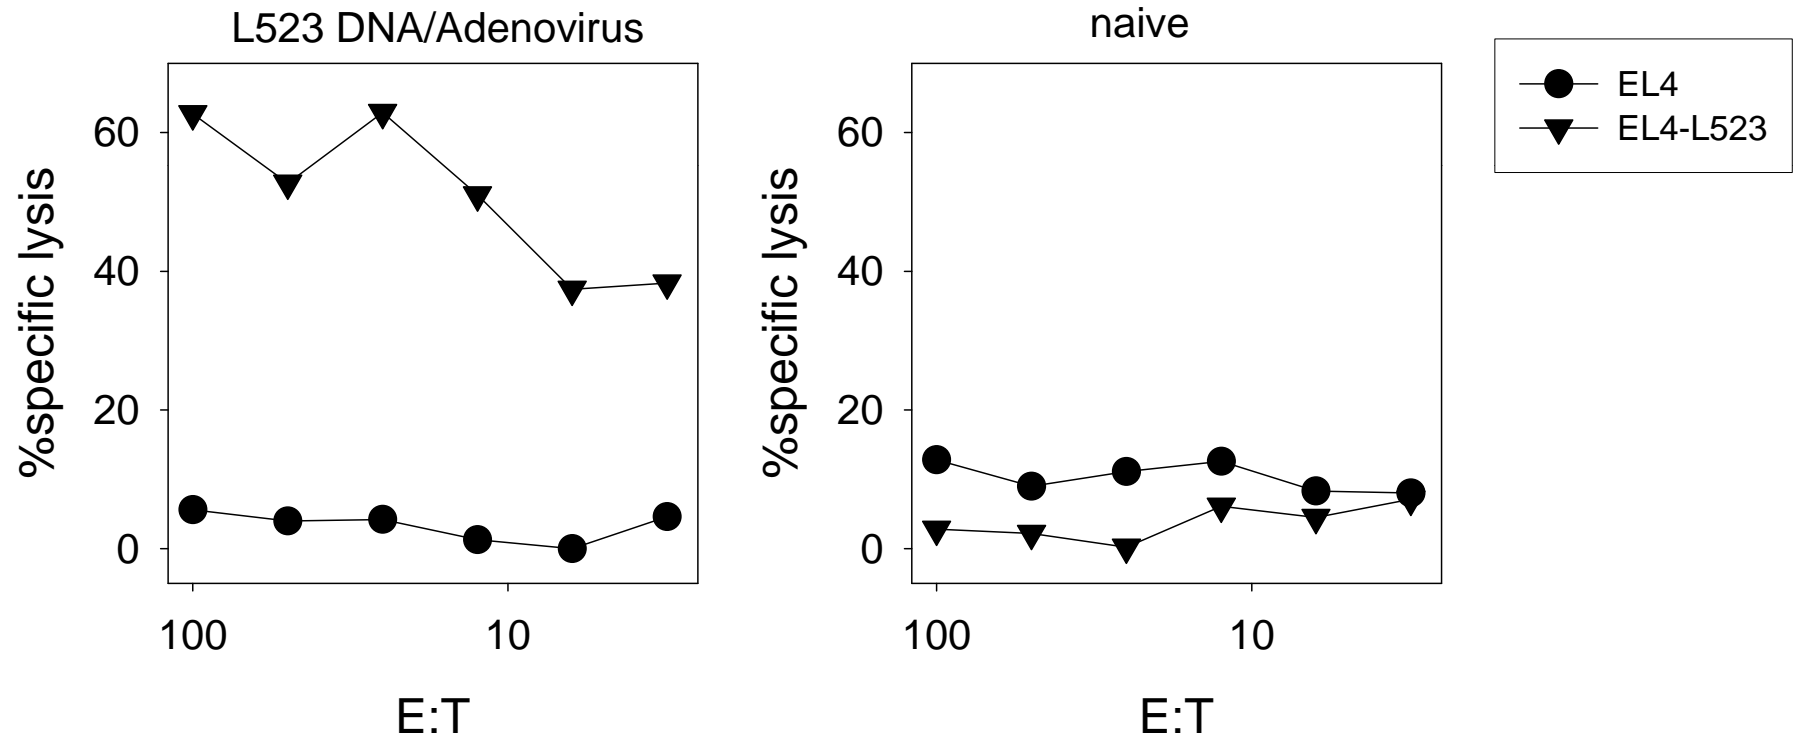 L523 DNA/Adenovirus
%specific lysis
60
40
20
0
100 10
E:T
naive
%specific lysis
60
40
20
0
100 10
E:T
EL4
EL4-L523